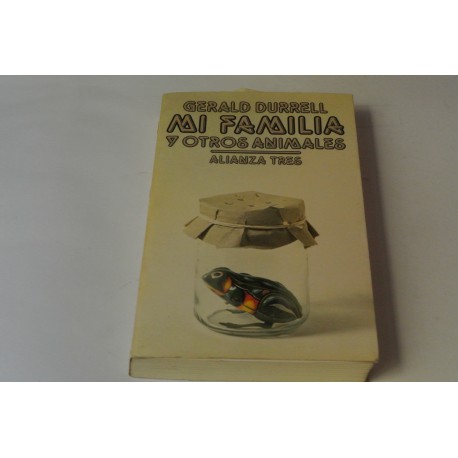 GERALD DURRELL
MI FAMILIA
Y OTROS ANIMALES
ALIANZA TRES